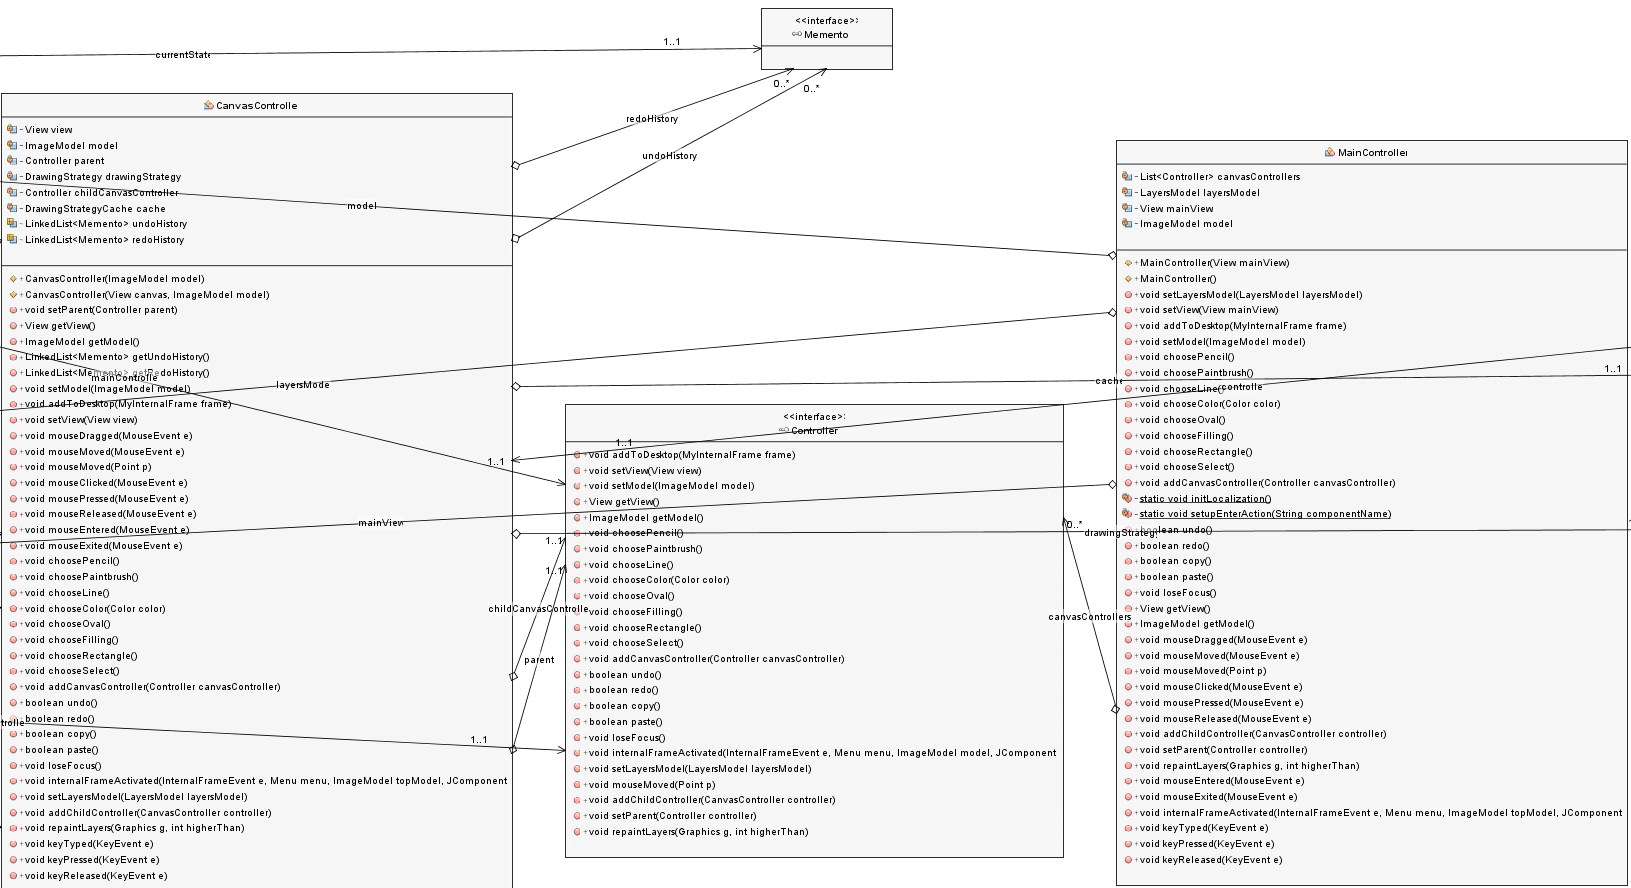 currentState
1..1
<<interface>>
Memento
0..*
0..*
redoHistory
undoHistory
CanvasControlle
- View view
- ImageModel model
- Controller parent
- DrawingStrategy drawingStrategy
- Controller childCanvasController
- DrawingStrategyCache cache
- LinkedList<Memento> undoHistory
- LinkedList<Memento> redoHistory
+ CanvasController(ImageModel model)
+ CanvasController(View canvas, ImageModel model)
+ void setParent(Controller parent)
+ View getView()
+ ImageModel getModel()
+ LinkedList<Memento> getUndoHistory()
+ LinkedList<Memento> getRedoHistory()
+ void setModel(ImageModel model)
+ void addToDesktop(MyInternalFrame frame)
+ void setView(View view)
+ void mouseDragged(MouseEvent e)
+ void mouseMoved(MouseEvent e)
+ void mouseMoved(Point p)
+ void mouseClicked(MouseEvent e)
+ void mousePressed(MouseEvent e)
+ void mouseReleased(MouseEvent e)
+ void mouseEntered(MouseEvent e)
+ void mouseExited(MouseEvent e)
+ void choosePencil()
+ void choosePaintbrush()
+ void chooseLine()
+ void chooseColor(Color color)
+ void chooseOval()
+ void chooseFilling()
+ void chooseRectangle()
+ void chooseSelect()
+ void addCanvasController(Controller canvasController)
+ boolean undo()
+ boolean redo()
+ boolean copy()
+ boolean paste()
+ void loseFocus()
+ void internalFrameActivated(InternalFrameEvent e, Menu menu, ImageModel topModel, JComponent
+ void setLayersModel(LayersModel layersModel)
+ void addChildController(CanvasController controller)
+ void repaintLayers(Graphics g, int higherThan)
+ void keyTyped(KeyEvent e)
+ void keyPressed(KeyEvent e)
+ void keyReleased(KeyEvent e)
model
mainControlle
layersMode
cache
controlle
1..1
1..1
1..1
mainView
1..1
1..1
childCanvasControlle
parent
trolle
1..1
0..*
drawingStrateg
canvasControllers
<<interface>>
Controller
+ void addToDesktop(MyInternalFrame frame)
+ void setView(View view)
+ void setModel(ImageModel model)
+ View getView()
+ ImageModel getModel()
+ void choosePencil()
+ void choosePaintbrush()
+ void chooseLine()
+ void chooseColor(Color color)
+ void chooseOval()
+ void chooseFilling()
+ void chooseRectangle()
+ void chooseSelect()
+ void addCanvasController(Controller canvasController)
+ boolean undo()
+ boolean redo()
+ boolean copy()
+ boolean paste()
+ void loseFocus()
+ void internalFrameActivated(InternalFrameEvent e, Menu menu, ImageModel model, JComponent
+ void setLayersModel(LayersModel layersModel)
+ void mouseMoved(Point p)
+ void addChildController(CanvasController controller)
+ void setParent(Controller controller)
+ void repaintLayers(Graphics g, int higherThan)
MainController
- List<Controller> canvasControllers
- LayersModel layersModel
- View mainView
- ImageModel model
+ MainController(View mainView)
+ MainController()
+ void setLayersModel(LayersModel layersModel)
+ void setView(View mainView)
+ void addToDesktop(MyInternalFrame frame)
+ void setModel(ImageModel model)
+ void choosePencil()
+ void choosePaintbrush()
+ void chooseLine()
+ void chooseColor(Color color)
+ void chooseOval()
+ void chooseFilling()
+ void chooseRectangle()
+ void chooseSelect()
+ void addCanvasController(Controller canvasController)
- static void initLocalization()
- static void setupEnterAction(String componentName)
+ boolean undo()
+ boolean redo()
+ boolean copy()
+ boolean paste()
+ void loseFocus()
+ View getView()
+ ImageModel getModel()
+ void mouseDragged(MouseEvent e)
+ void mouseMoved(MouseEvent e)
+ void mouseMoved(Point p)
+ void mouseClicked(MouseEvent e)
+ void mousePressed(MouseEvent e)
+ void mouseReleased(MouseEvent e)
+ void addChildController(CanvasController controller)
+ void setParent(Controller controller)
+ void repaintLayers(Graphics g, int higherThan)
+ void mouseEntered(MouseEvent e)
+ void mouseExited(MouseEvent e)
+ void internalFrameActivated(InternalFrameEvent e, Menu menu, ImageModel topModel, JComponent
+ void keyTyped(KeyEvent e)
+ void keyPressed(KeyEvent e)
+ void keyReleased(KeyEvent e)